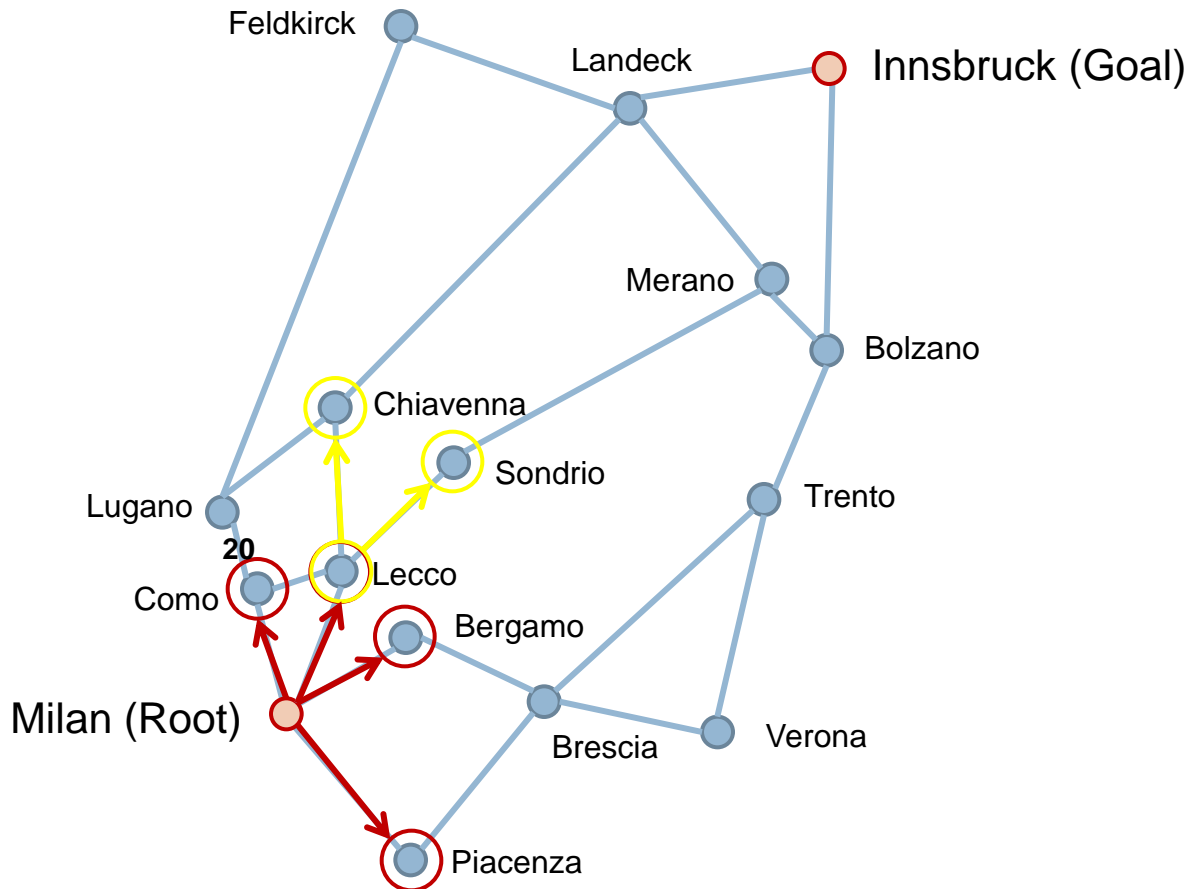 Feldkirck
Landeck
Innsbruck (Goal)
Merano
Bolzano
Chiavenna
Sondrio
Lugano
Trento
20
Como
Lecco
Bergamo
Milan (Root)
Brescia
Verona
Piacenza